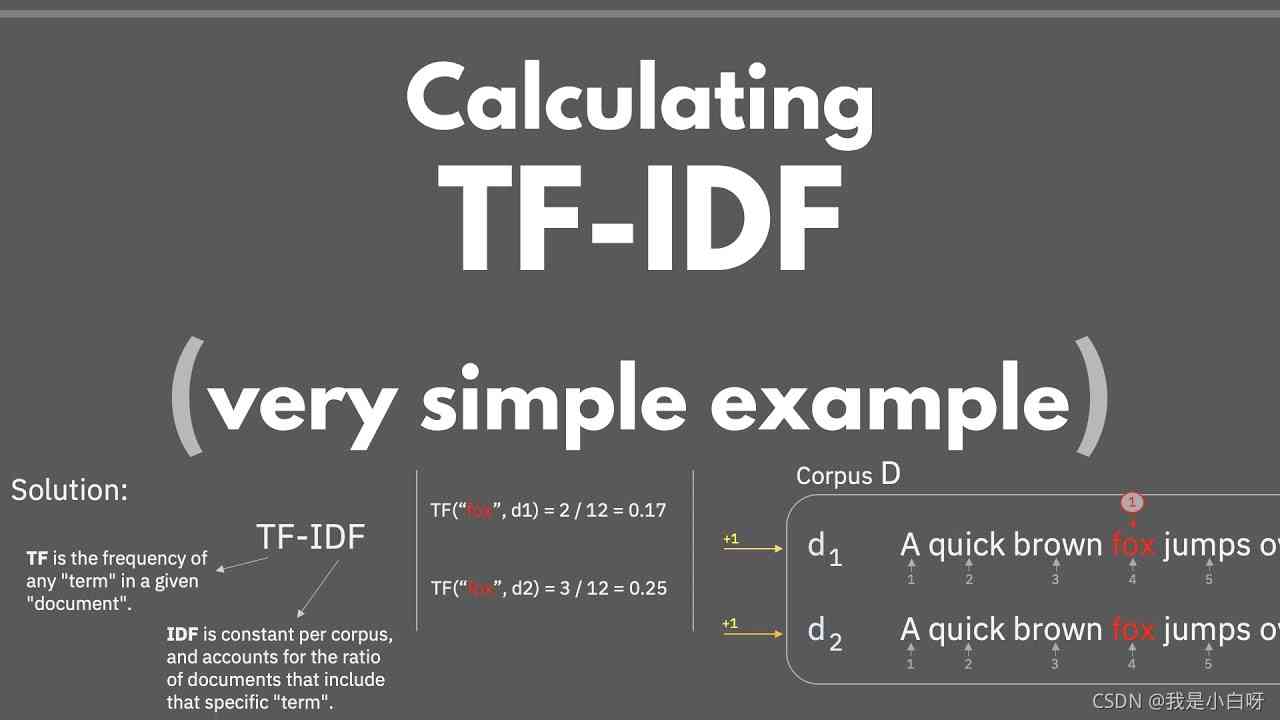 Calculating
TF-IDF
(very simple example)
Solution:
TF-IDF
TF is the frequency of
any "term" in a given
"document".
IDF is constant per corpus,
and accounts for the ratio
of documents that include
that specific "term".
TF(“fox”, d1) = 2 / 12 = 0.17
TF(“fox”, d2) = 3 / 12 = 0.25
Corpus D
1
+1
d1 A quick brown fox jumps ov
1 2 3 4 5
+1
d2 A quick brown fox jumps ov
1 2 3 4 5
CSDN @我是小白呀